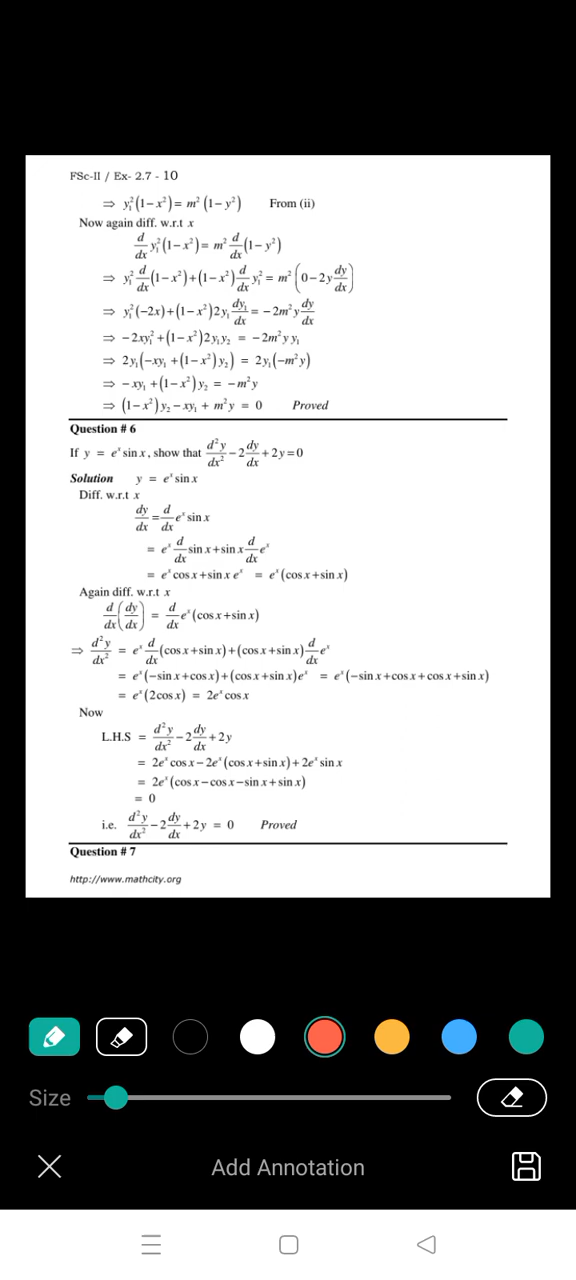 FSc-II / Ex- 2.7 - 10
⇒ y₁²(1−x²) = m²(1−y²) From (ii)
Now again diff. w.r.t x
d/dx y₁²(1−x²) = m² d/dx (1−y²)
⇒ y₁² d/dx (1−x²)+(1−x²) d/dx y₁² = m² (0−2y dy/dx)
⇒ y₁²(−2x)+(1−x²)2y₁ dy₁/dx = −2m²y dy/dx
⇒ −2xy₁² +(1−x²)2y₁y₂ = −2m²y y₁
⇒ 2y₁(−xy₁ +(1−x²)y₂) = 2y₁(−m²y)
⇒ −xy₁ +(1−x²)y₂ = −m²y
⇒ (1−x²)y₂−xy₁ + m²y = 0 Proved
Question # 6
If y = eˣ sin x, show that d²y/dx² −2 dy/dx + 2y=0
Solution y = eˣ sin x
Diff. w.r.t x
dy/dx = d/dx eˣ sin x
= eˣ d/dx sin x+sin x d/dx eˣ
= eˣ cos x+sin x eˣ = eˣ(cos x+sin x)
Again diff. w.r.t x
d/dx (dy/dx) = d/dx eˣ(cos x+sin x)
⇒ d²y/dx² = eˣ d/dx (cos x+sin x)+(cos x+sin x) d/dx eˣ
= eˣ(−sin x+cos x)+(cos x+sin x)eˣ = eˣ(−sin x+cos x+cos x+sin x)
= eˣ(2cos x) = 2eˣ cos x
Now
L.H.S = d²y/dx² −2 dy/dx +2y
= 2eˣ cos x−2eˣ(cos x+sin x)+2eˣ sin x
= 2eˣ(cos x−cos x−sin x+sin x)
= 0
i.e. d²y/dx² −2 dy/dx +2y = 0 Proved
Question # 7
http://www.mathcity.org
Size
Add Annotation